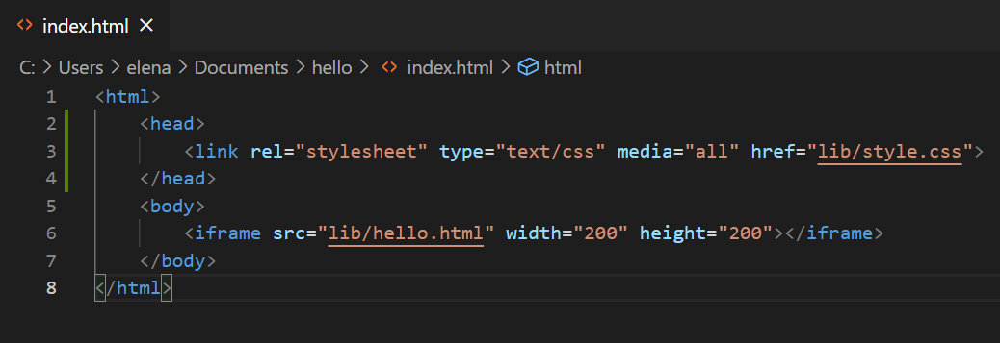 index.html
C: > Users > elena > Documents > hello > index.html > html
1 <html>
2     <head>
3         <link rel="stylesheet" type="text/css" media="all" href="lib/style.css">
4     </head>
5     <body>
6         <iframe src="lib/hello.html" width="200" height="200"></iframe>
7     </body>
8 </html>